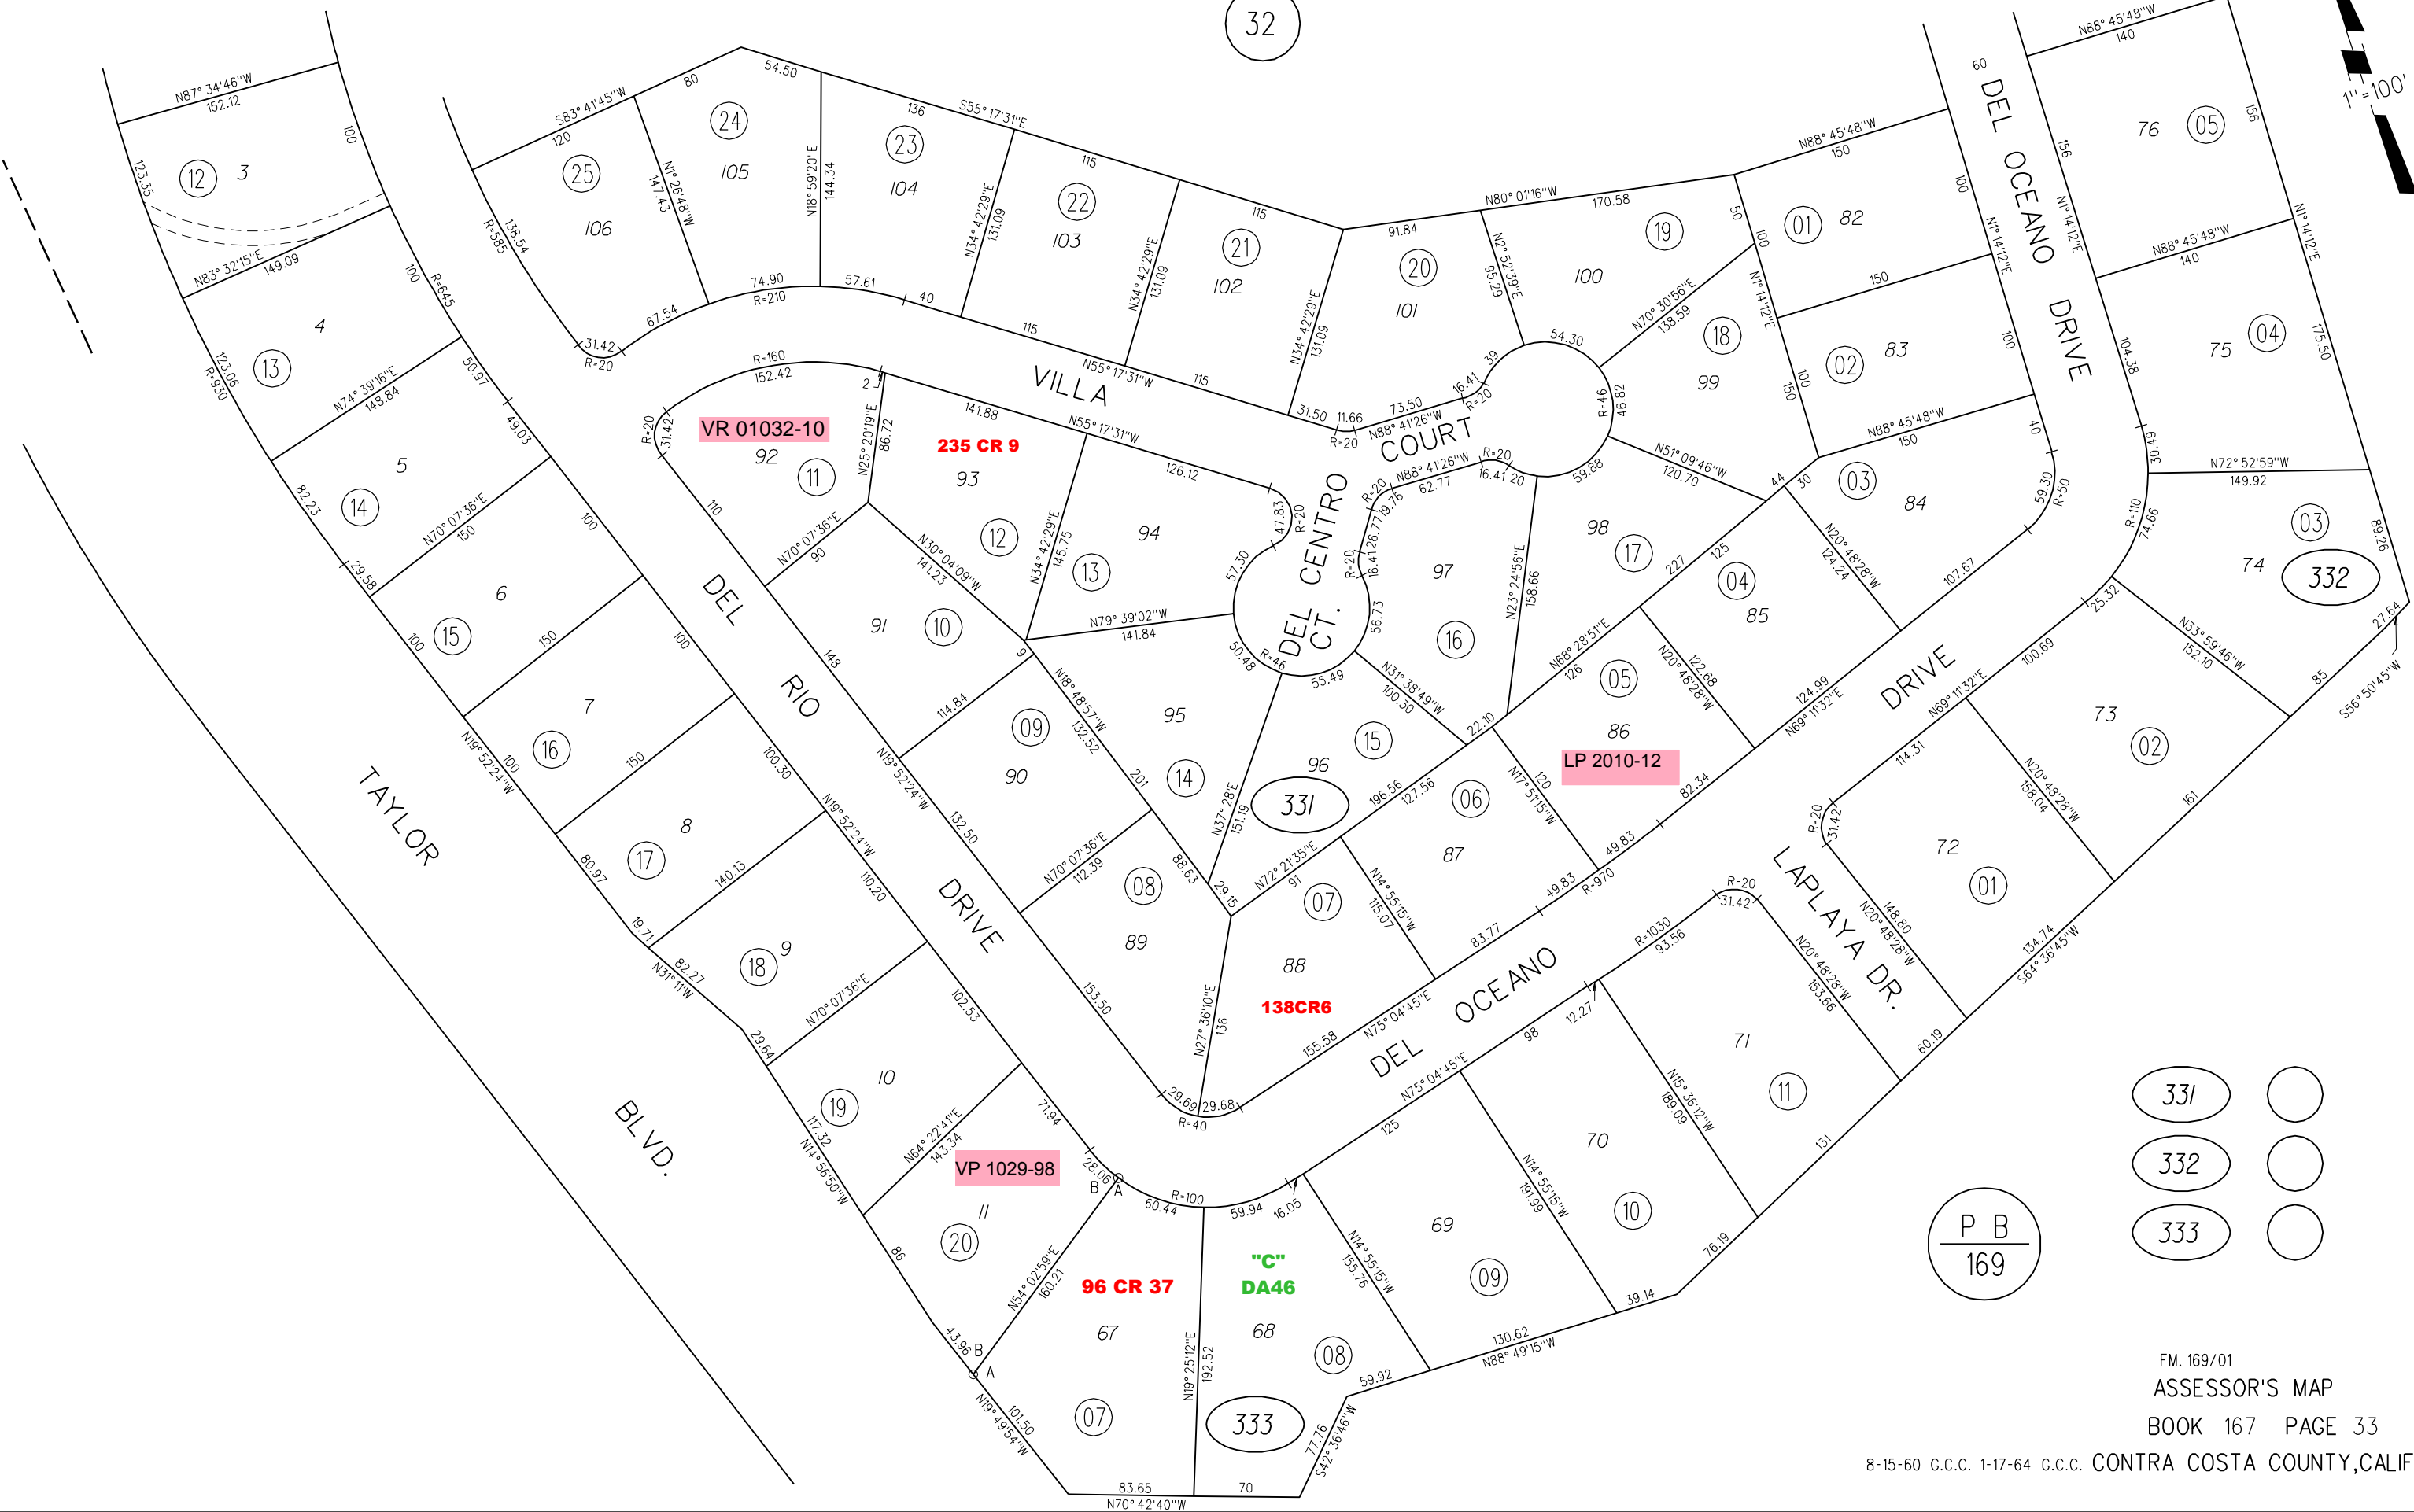 32
N87° 34'46"W
152.12
12
3
100
123.35
N83° 32'15"E
149.09
4
13
100
R=645
123.06
R=930
N74° 39'16"E
148.84
50.97
49.03
5
14
82.23
29.58
N70° 07'36"E
150
100
6
15
100
150
100
7
16
N19° 52'24"W
100
150
100.30
8
17
80.97
140.13
N19° 52'24"W
110.20
19.71
82.27
N31° 11'W
9
18
29.64
N70° 07'36"E
102.53
10
19
117.32
N14° 56'50"W
N64° 22'41"E
143.34
71.94
VP 1029-98
11
20
86
28.06
B
A
43.96
B
A
N54° 02'59"E
160.21
TAYLOR
BLVD.
S83° 41'45"W
120
80
54.50
25
106
138.54
R=585
N1° 26'48"W
147.43
24
105
N18° 59'20"E
144.34
136
S55° 17'31"E
23
104
N34° 42'29"E
131.09
115
22
103
N34° 42'29"E
131.09
115
21
102
N34° 42'29"E
131.09
31.42
R=20
67.54
74.90
R=210
57.61
40
115
N55° 17'31"W
115
31.50
11.66
R=20
91.84
N80° 01'16"W
170.58
20
101
N2° 52'39"E
95.29
19
100
50
100
N70° 30'56"E
138.59
54.30
39
16.41
R=20
73.50
N88° 41'26"W
R=46
46.82
18
99
N1° 14'12"E
100
150
N51° 09'46"W
120.70
44
59.88
VILLA
COURT
DEL CENTRO
CT.
R=160
152.42
2
R=20
31.42
VR 01032-10
92
11
N25° 20'19"E
86.72
141.88
N55° 17'31"W
235 CR 9
93
12
126.12
94
13
47.83
R=20
57.30
110
N70° 07'36"E
90
N30° 04'09"W
141.23
N34° 42'29"E
145.75
91
10
148
9
N79° 39'02"W
141.84
50.48
R=46
55.49
56.73
R=20
16.41
26.77
19.76
R=20
N88° 41'26"W
62.77
R=20
16.41
20
97
16
N23° 24'56"E
158.66
98
17
227
N31° 38'49"W
100.30
22.10
114.84
N18° 48'57"W
132.52
201
09
90
95
14
96
15
331
N37° 28'E
151.19
196.56
127.56
N19° 52'24"W
132.50
N70° 07'36"E
112.39
88.63
29.15
08
89
153.50
DEL
RIO
DRIVE
N72° 21'35"E
91
07
88
138CR6
N27° 36'10"E
136
N14° 55'15"W
115.07
29.69
29.68
R=40
155.58
N75° 04'45"E
83.77
49.83
06
87
120
N17° 51'15"W
49.83
R=970
82.34
05
86
LP 2010-12
N68° 28'51"E
126
122.68
N20° 48'28"W
124.99
N69° 11'32"E
04
85
125
107.67
03
84
30
N20° 48'28"W
124.24
59.30
R=50
N88° 45'48"W
150
40
02
83
100
150
01
82
N88° 45'48"W
150
100
N1° 14'12"E
60
DEL OCEANO DRIVE
N88° 45'48"W
140
76
05
156
156
N1° 14'12"E
N88° 45'48"W
140
N1° 14'12"E
75
04
104.38
175.50
30.49
N72° 52'59"W
149.92
R=110
74.66
03
74
332
89.26
27.64
S56° 50'45"W
85
25.32
N33° 59'46"W
152.10
100.69
N69° 11'32"E
114.31
73
02
N20° 48'28"W
158.04
161
DRIVE
R=20
31.42
72
01
148.80
N20° 48'28"W
134.74
S64° 36'45"W
LAPLAYA DR.
R=20
31.42
R=1030
93.56
N20° 48'28"W
153.66
60.19
DEL OCEANO
12.27
98
N75° 04'45"E
125
71
11
N15° 36'12"W
189.09
131
70
10
N14° 55'15"W
191.99
76.19
39.14
69
09
N14° 55'15"W
155.76
130.62
N88° 49'15"W
R=100
60.44
59.94
16.05
"C"
DA46
68
08
96 CR 37
67
07
N19° 25'12"E
192.52
333
59.92
77.76
S42° 36'46"W
101.50
N19° 49'54"W
83.65
N70° 42'40"W
70
1"=100'
331
332
333
P B
169
FM. 169/01
ASSESSOR'S MAP
BOOK 167 PAGE 33
8-15-60 G.C.C. 1-17-64 G.C.C. CONTRA COSTA COUNTY,CALIF